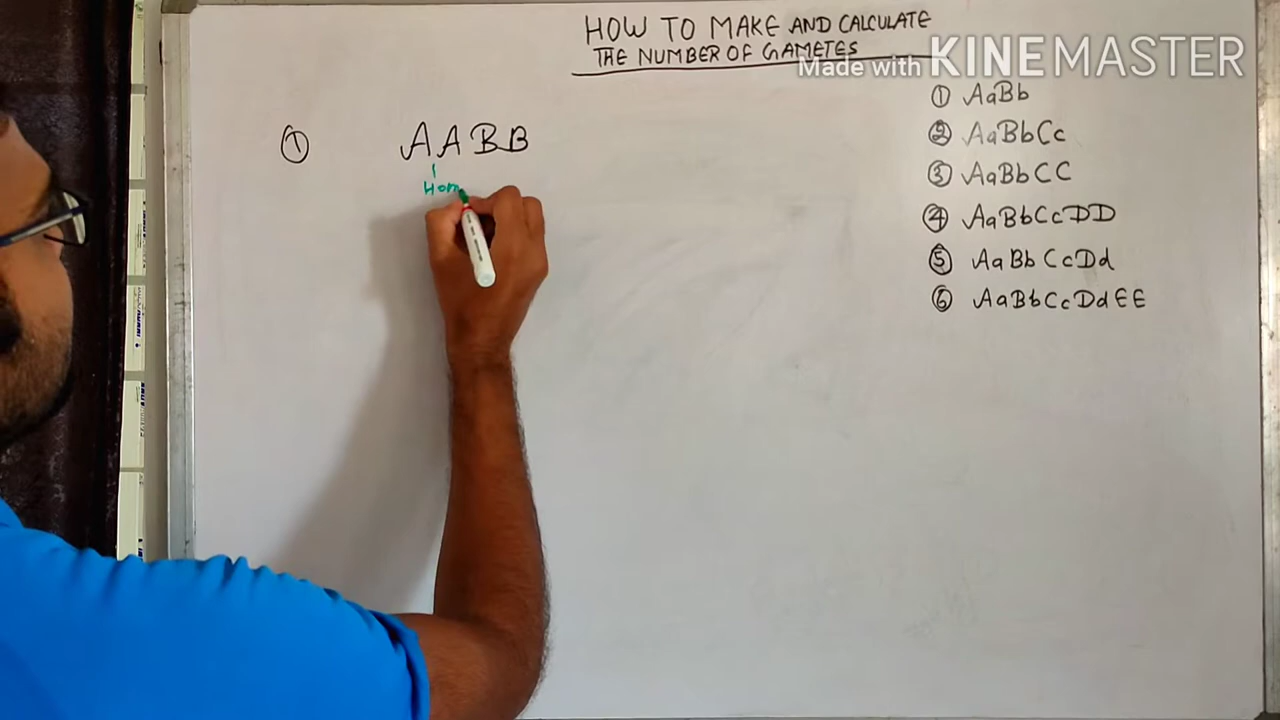 HOW TO MAKE AND CALCULATE
THE NUMBER OF GAMETES
Made with KINEMASTER
① AABB
Hom
① AaBb
② AaBbCc
③ AaBbCC
④ AaBbCcDD
⑤ AaBbCcDd
⑥ AaBbCcDdEE